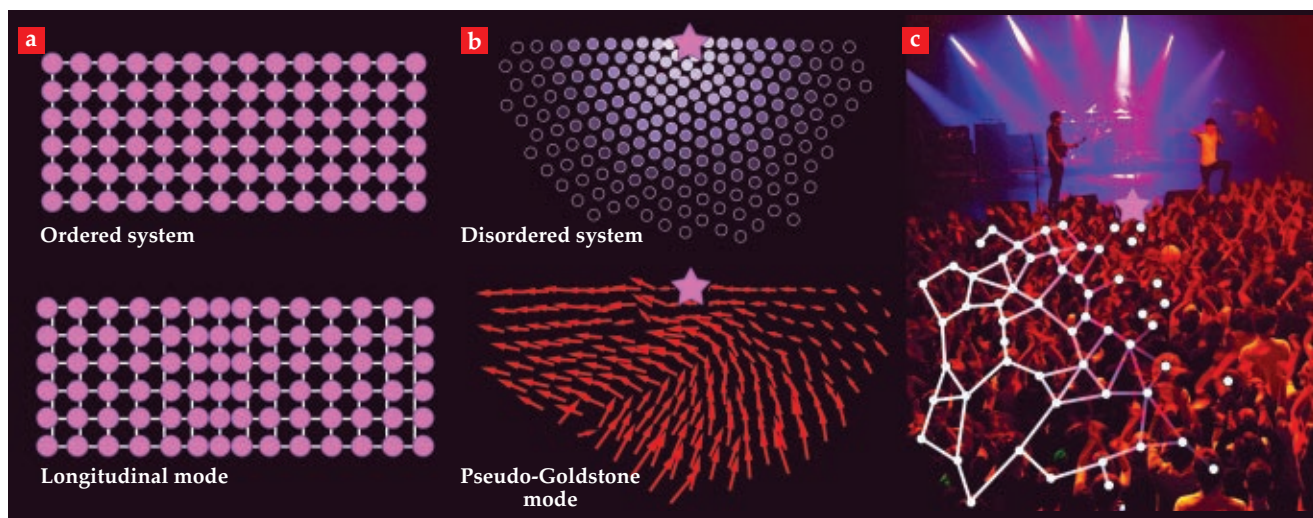 a
Ordered system
Longitudinal mode
b
Disordered system
Pseudo-Goldstone
mode
c